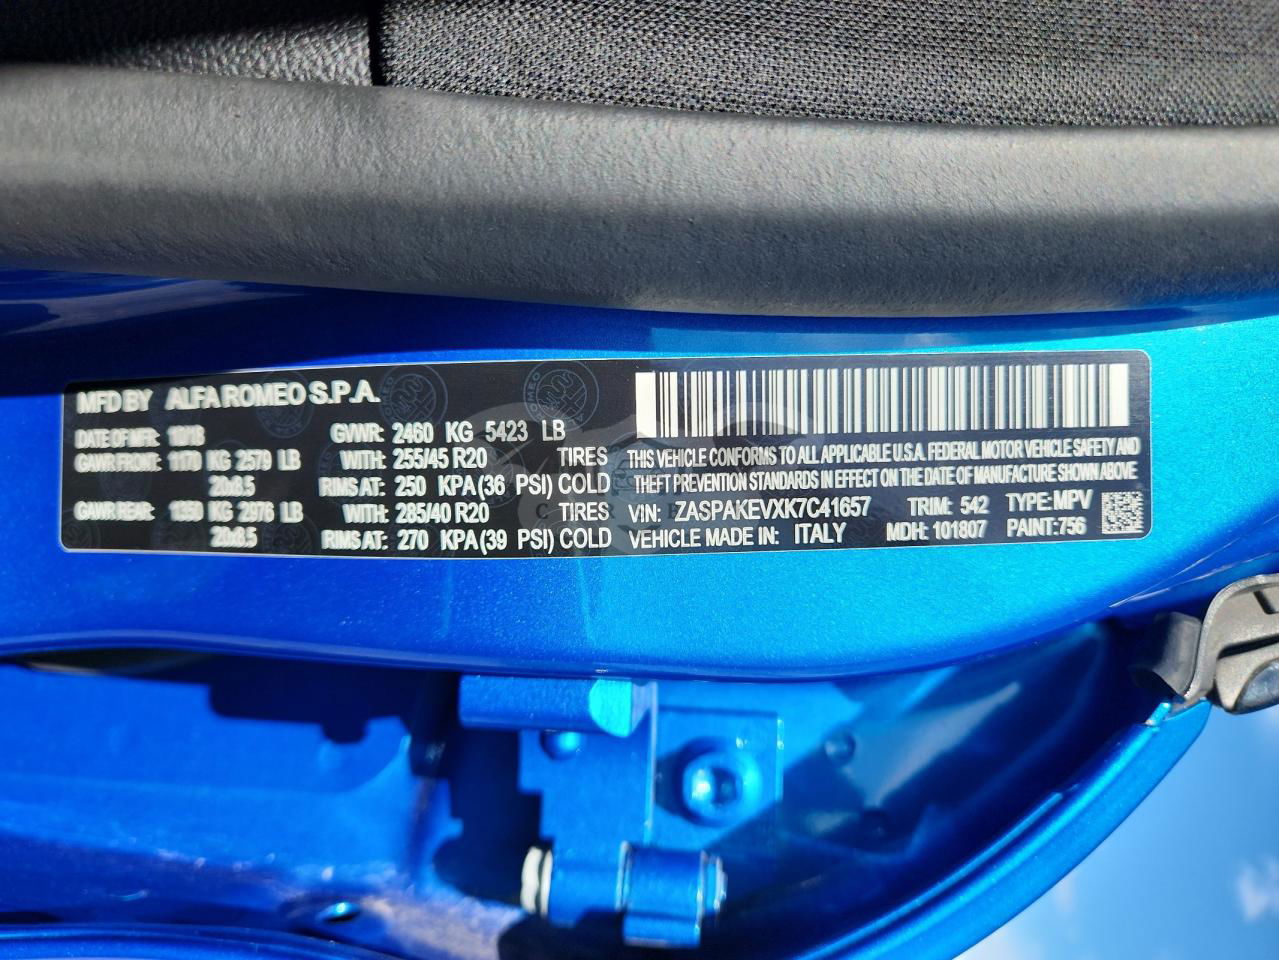 MFD BY ALFA ROMEO S.P.A.
DATE OF MFR: 10/18 GVWR: 2460 KG 5423 LB
GAWR FRONT: 1170 KG 2579 LB WITH: 255/45 R20 TIRES
20x8.5 RIMS AT: 250 KPA(36 PSI) COLD
GAWR REAR: 1350 KG 2976 LB WITH: 285/40 R20 TIRES
20x8.5 RIMS AT: 270 KPA(39 PSI) COLD
THIS VEHICLE CONFORMS TO ALL APPLICABLE U.S.A. FEDERAL MOTOR VEHICLE SAFETY AND
THEFT PREVENTION STANDARDS IN EFFECT ON THE DATE OF MANUFACTURE SHOWN ABOVE
VIN: ZASPAKEVXK7C41657 TRIM: 542 TYPE: MPV
VEHICLE MADE IN: ITALY MDH: 101807 PAINT:756